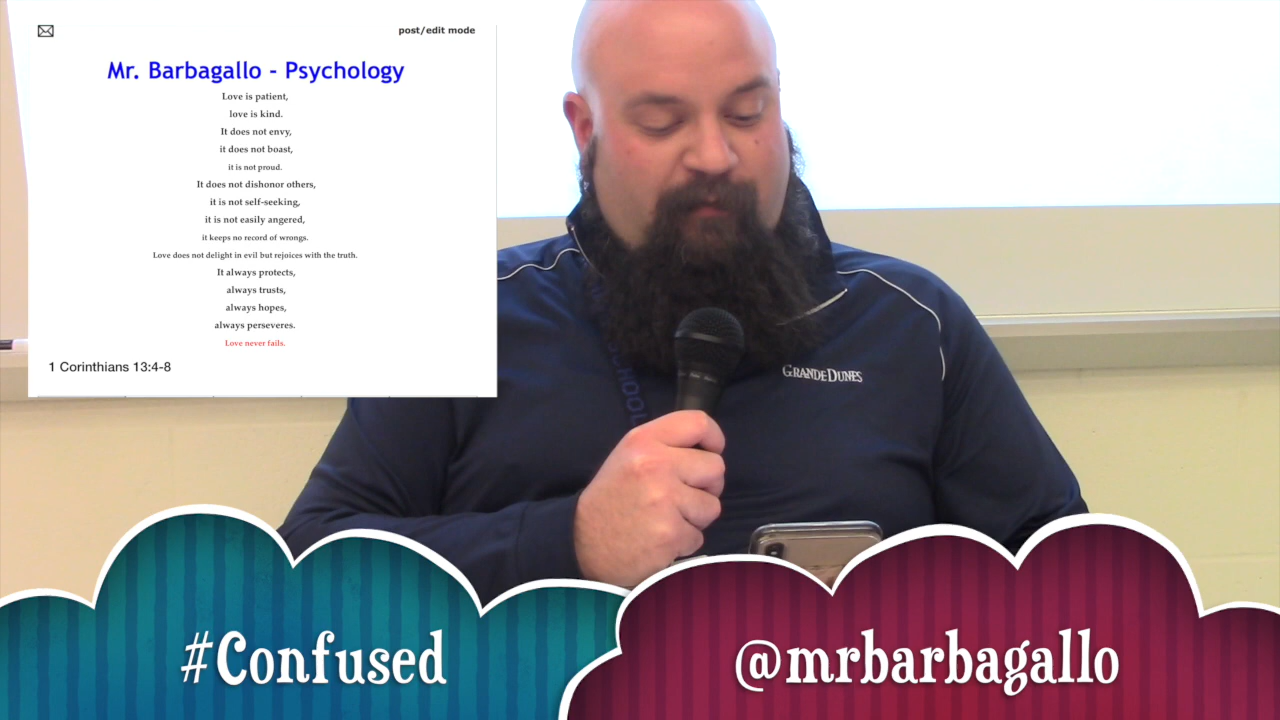 post/edit mode
Mr. Barbagallo - Psychology
Love is patient,
love is kind.
It does not envy,
it does not boast,
it is not proud.
It does not dishonor others,
it is not self-seeking,
it is not easily angered,
it keeps no record of wrongs.
Love does not delight in evil but rejoices with the truth.
It always protects,
always trusts,
always hopes,
always perseveres.
Love never fails.
1 Corinthians 13:4-8
GRANDE DUNES
#Confused
@mrbarbagallo